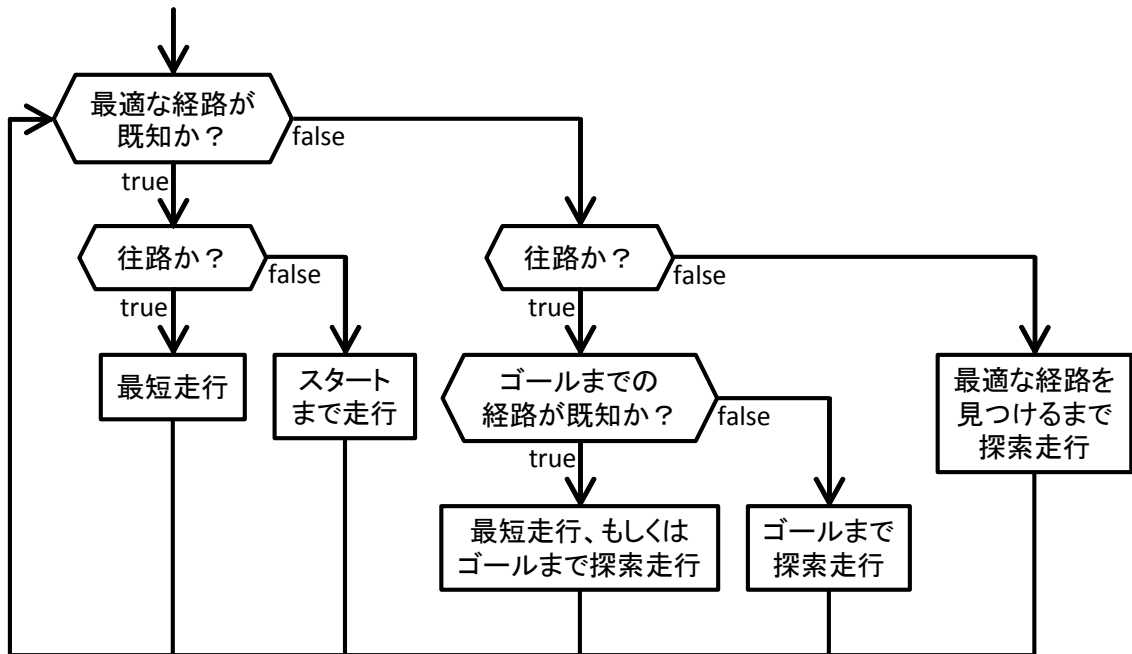 最適な経路が
既知か？
false
true
往路か？
false
true
最短走行
スタート
まで走行
往路か？
false
true
ゴールまでの
経路が既知か？
false
true
最短走行、もしくは
ゴールまで探索走行
ゴールまで
探索走行
最適な経路を
見つけるまで
探索走行